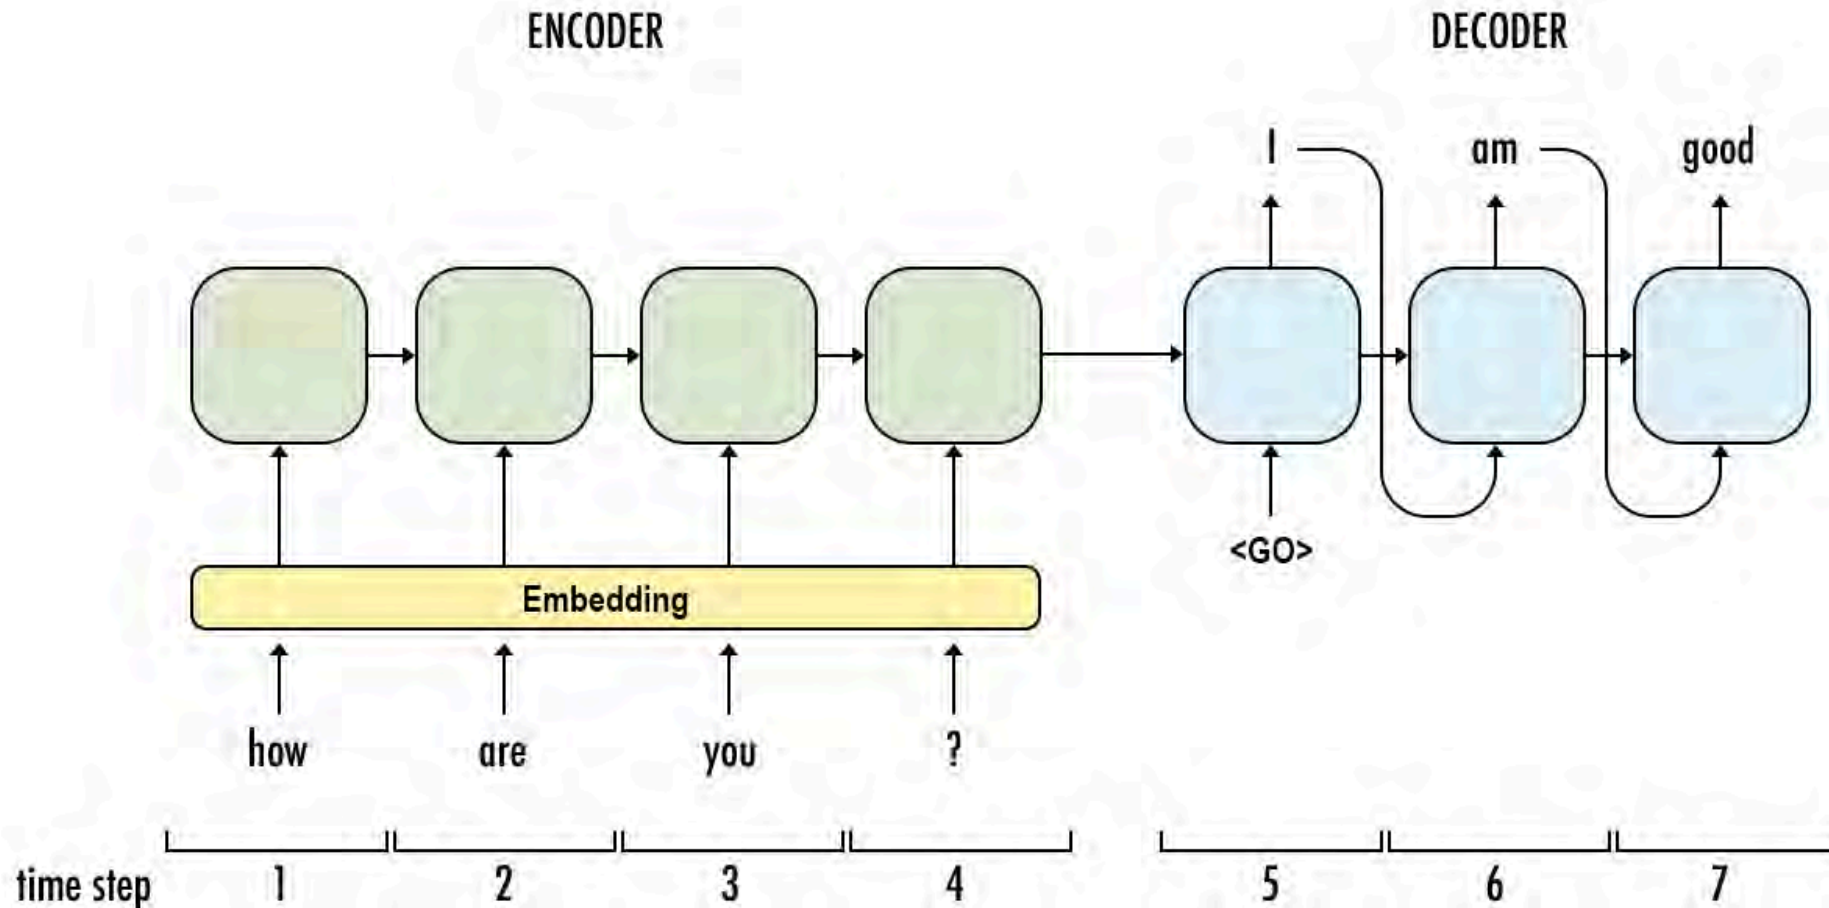 ENCODER DECODER
I am good
<GO>
Embedding
how are you ?
time step 1 2 3 4 5 6 7